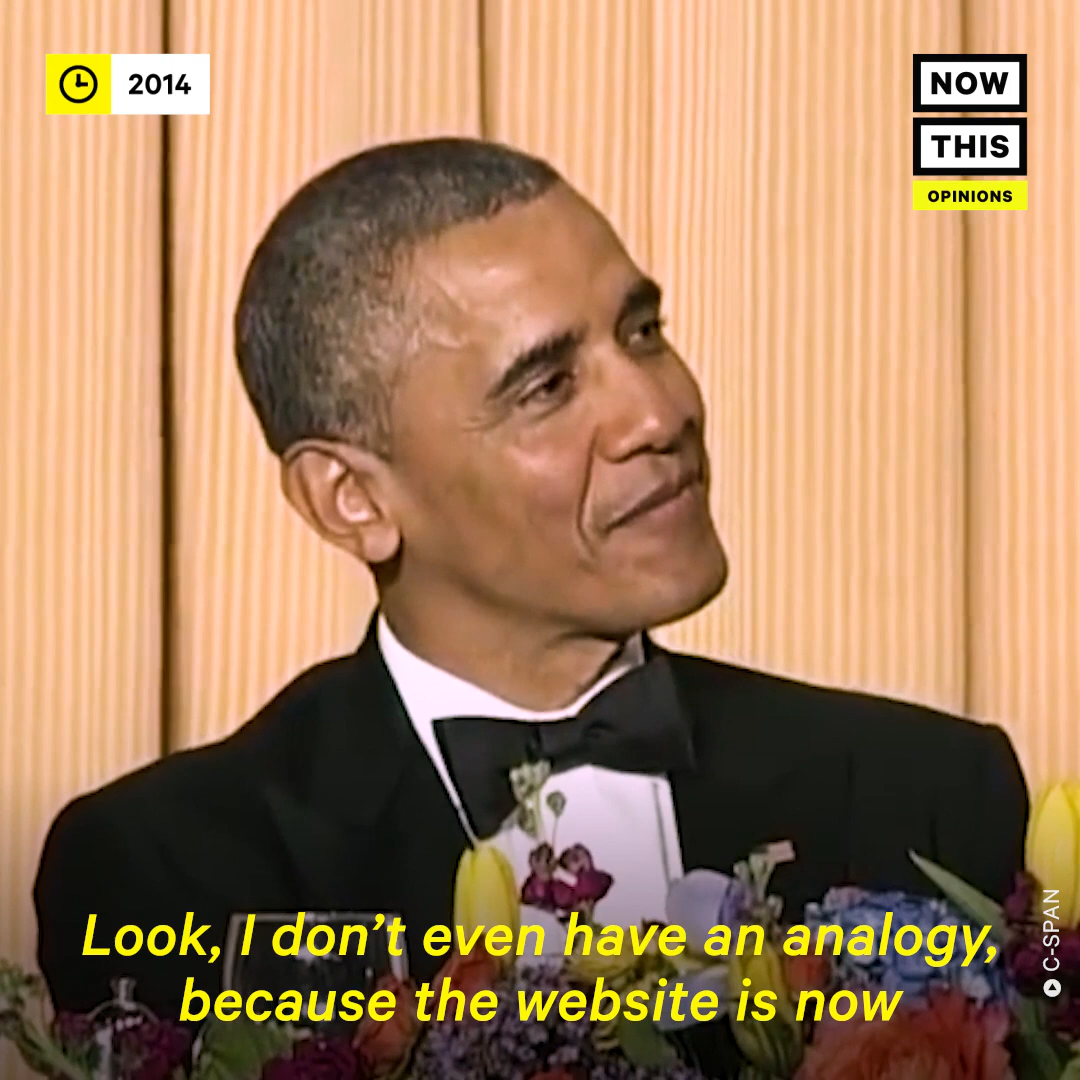 2014
NOW
THIS
OPINIONS
Look, I don’t even have an analogy,
because the website is now
C-SPAN